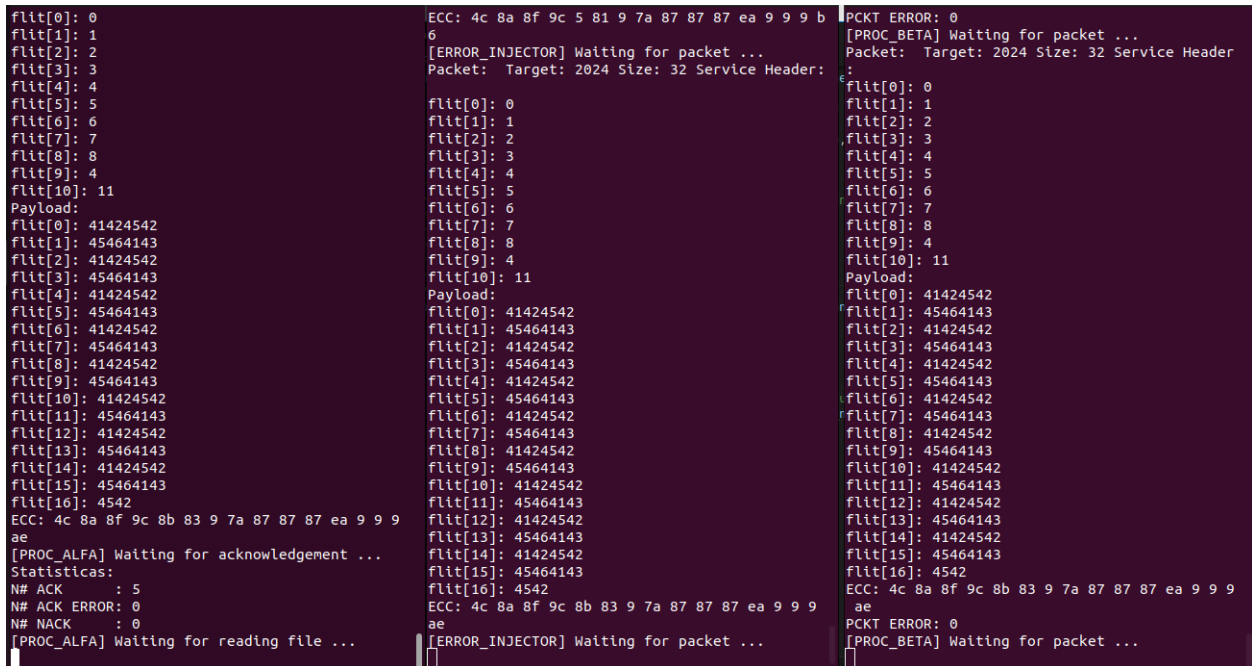 flit[0]: 0
flit[1]: 1
flit[2]: 2
flit[3]: 3
flit[4]: 4
flit[5]: 5
flit[6]: 6
flit[7]: 7
flit[8]: 8
flit[9]: 4
flit[10]: 11
Payload:
flit[0]: 41424542
flit[1]: 45464143
flit[2]: 41424542
flit[3]: 45464143
flit[4]: 41424542
flit[5]: 45464143
flit[6]: 41424542
flit[7]: 45464143
flit[8]: 41424542
flit[9]: 45464143
flit[10]: 41424542
flit[11]: 45464143
flit[12]: 41424542
flit[13]: 45464143
flit[14]: 41424542
flit[15]: 45464143
flit[16]: 4542
ECC: 4c 8a 8f 9c 8b 83 9 7a 87 87 87 ea 9 9 9
ae
[PROC_ALFA] Waiting for acknowledgement ...
Statisticas:
N# ACK      : 5
N# ACK ERROR: 0
N# NACK     : 0
[PROC_ALFA] Waiting for reading file ...
ECC: 4c 8a 8f 9c 5 81 9 7a 87 87 87 ea 9 9 9 b
6
[ERROR_INJECTOR] Waiting for packet ...
Packet:  Target: 2024 Size: 32 Service Header:
flit[0]: 0
flit[1]: 1
flit[2]: 2
flit[3]: 3
flit[4]: 4
flit[5]: 5
flit[6]: 6
flit[7]: 7
flit[8]: 8
flit[9]: 4
flit[10]: 11
Payload:
flit[0]: 41424542
flit[1]: 45464143
flit[2]: 41424542
flit[3]: 45464143
flit[4]: 41424542
flit[5]: 45464143
flit[6]: 41424542
flit[7]: 45464143
flit[8]: 41424542
flit[9]: 45464143
flit[10]: 41424542
flit[11]: 45464143
flit[12]: 41424542
flit[13]: 45464143
flit[14]: 41424542
flit[15]: 45464143
flit[16]: 4542
ECC: 4c 8a 8f 9c 8b 83 9 7a 87 87 87 ea 9 9 9
ae
[ERROR_INJECTOR] Waiting for packet ...
PCKT ERROR: 0
[PROC_BETA] Waiting for packet ...
Packet:  Target: 2024 Size: 32 Service Header
:
flit[0]: 0
flit[1]: 1
flit[2]: 2
flit[3]: 3
flit[4]: 4
flit[5]: 5
flit[6]: 6
flit[7]: 7
flit[8]: 8
flit[9]: 4
flit[10]: 11
Payload:
flit[0]: 41424542
flit[1]: 45464143
flit[2]: 41424542
flit[3]: 45464143
flit[4]: 41424542
flit[5]: 45464143
flit[6]: 41424542
flit[7]: 45464143
flit[8]: 41424542
flit[9]: 45464143
flit[10]: 41424542
flit[11]: 45464143
flit[12]: 41424542
flit[13]: 45464143
flit[14]: 41424542
flit[15]: 45464143
flit[16]: 4542
ECC: 4c 8a 8f 9c 8b 83 9 7a 87 87 87 ea 9 9 9
ae
PCKT ERROR: 0
[PROC_BETA] Waiting for packet ...